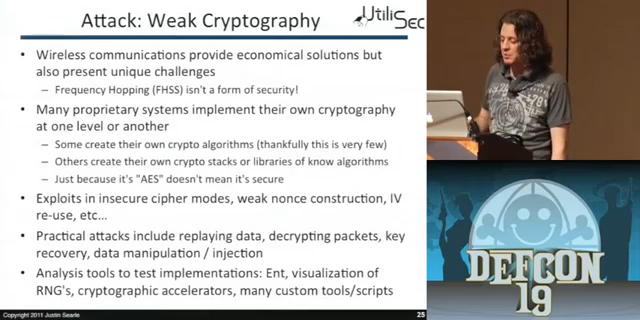 Attack: Weak Cryptography
UtiliSec
• Wireless communications provide economical solutions but
also present unique challenges
– Frequency Hopping (FHSS) isn't a form of security!
• Many proprietary systems implement their own cryptography
at one level or another
– Some create their own crypto algorithms (thankfully this is very few)
– Others create their own crypto stacks or libraries of know algorithms
– Just because it's "AES" doesn't mean it's secure
• Exploits in insecure cipher modes, weak nonce construction, IV
re-use, etc…
• Practical attacks include replaying data, decrypting packets, key
recovery, data manipulation / injection
• Analysis tools to test implementations: Ent, visualization of
RNG's, cryptographic accelerators, many custom tools/scripts
Copyright 2011 Justin Searle
25
DEFCON
19